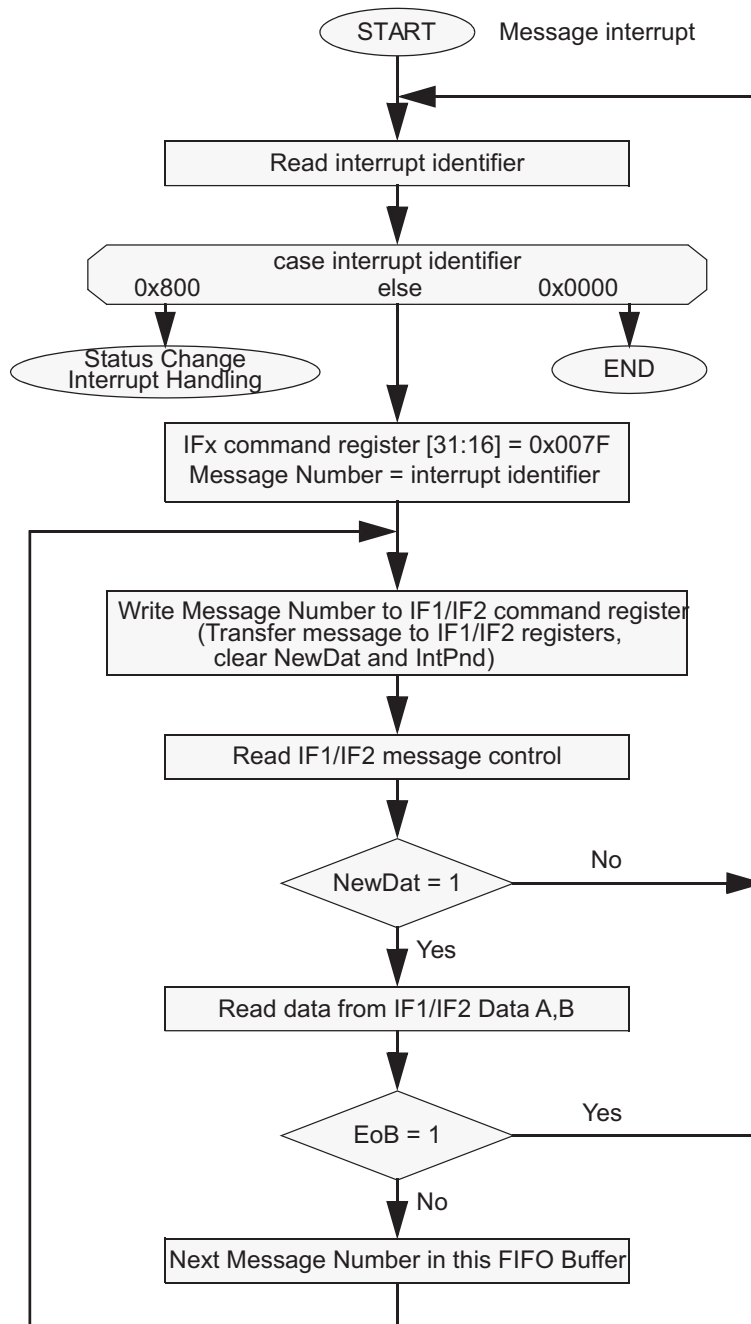 START Message interrupt
Read interrupt identifier
case interrupt identifier
0x800 else 0x0000
Status Change
Interrupt Handling
END
IFx command register [31:16] = 0x007F
Message Number = interrupt identifier
Write Message Number to IF1/IF2 command register
(Transfer message to IF1/IF2 registers,
clear NewDat and IntPnd)
Read IF1/IF2 message control
NewDat = 1
No
Yes
Read data from IF1/IF2 Data A,B
EoB = 1
Yes
No
Next Message Number in this FIFO Buffer